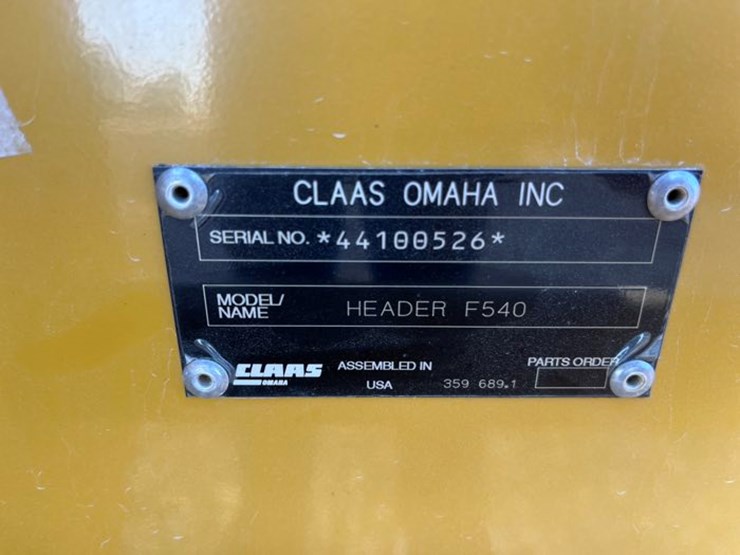 CLAAS OMAHA INC
SERIAL NO. *44100526*
MODEL/
NAME
HEADER F540
CLAAS
OMAHA
ASSEMBLED IN
USA
359 689.1
PARTS ORDER